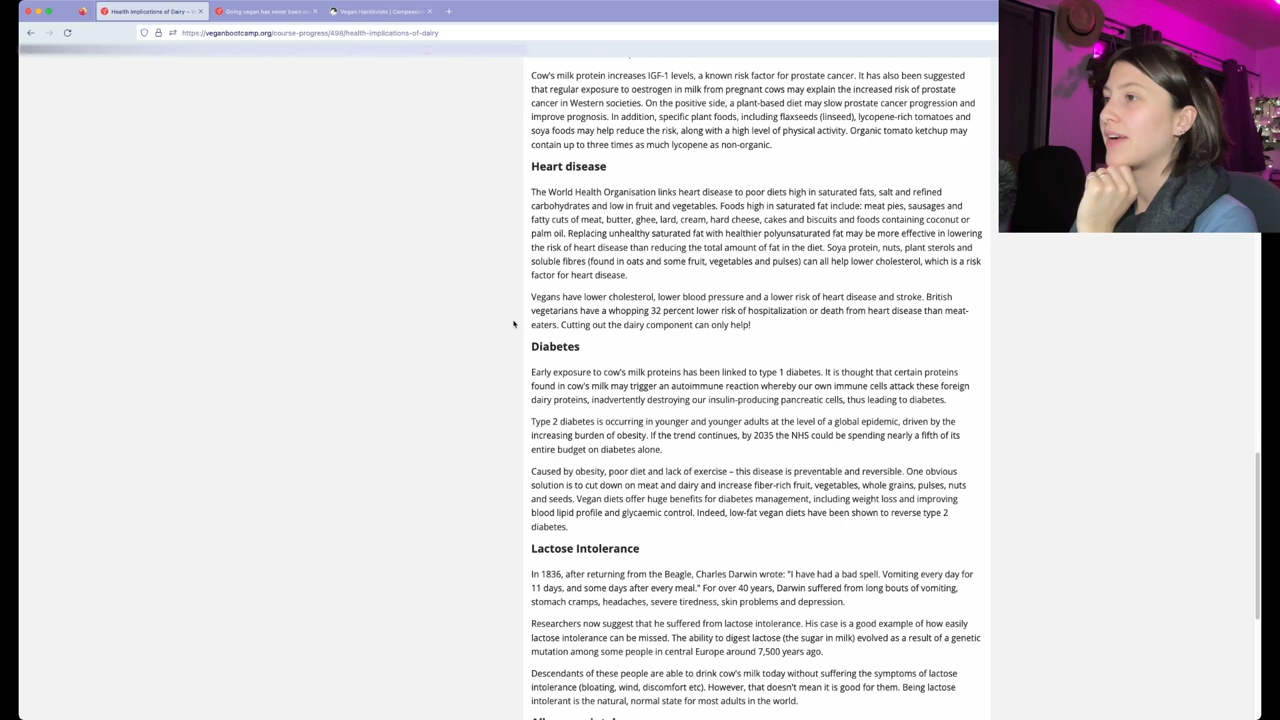 Health Implications of Dairy – V
Going vegan has never been e
Vegan Hacktivists | Compassio
https://veganbootcamp.org/course-progress/498/health-implications-of-dairy
Cow's milk protein increases IGF-1 levels, a known risk factor for prostate cancer. It has also been suggested
that regular exposure to oestrogen in milk from pregnant cows may explain the increased risk of prostate
cancer in Western societies. On the positive side, a plant-based diet may slow prostate cancer progression and
improve prognosis. In addition, specific plant foods, including flaxseeds (linseed), lycopene-rich tomatoes and
soya foods may help reduce the risk, along with a high level of physical activity. Organic tomato ketchup may
contain up to three times as much lycopene as non-organic.
Heart disease
The World Health Organisation links heart disease to poor diets high in saturated fats, salt and refined
carbohydrates and low in fruit and vegetables. Foods high in saturated fat include: meat pies, sausages and
fatty cuts of meat, butter, ghee, lard, cream, hard cheese, cakes and biscuits and foods containing coconut or
palm oil. Replacing unhealthy saturated fat with healthier polyunsaturated fat may be more effective in lowering
the risk of heart disease than reducing the total amount of fat in the diet. Soya protein, nuts, plant sterols and
soluble fibres (found in oats and some fruit, vegetables and pulses) can all help lower cholesterol, which is a risk
factor for heart disease.
Vegans have lower cholesterol, lower blood pressure and a lower risk of heart disease and stroke. British
vegetarians have a whopping 32 percent lower risk of hospitalization or death from heart disease than meat-
eaters. Cutting out the dairy component can only help!
Diabetes
Early exposure to cow's milk proteins has been linked to type 1 diabetes. It is thought that certain proteins
found in cow's milk may trigger an autoimmune reaction whereby our own immune cells attack these foreign
dairy proteins, inadvertently destroying our insulin-producing pancreatic cells, thus leading to diabetes.
Type 2 diabetes is occurring in younger and younger adults at the level of a global epidemic, driven by the
increasing burden of obesity. If the trend continues, by 2035 the NHS could be spending nearly a fifth of its
entire budget on diabetes alone.
Caused by obesity, poor diet and lack of exercise – this disease is preventable and reversible. One obvious
solution is to cut down on meat and dairy and increase fiber-rich fruit, vegetables, whole grains, pulses, nuts
and seeds. Vegan diets offer huge benefits for diabetes management, including weight loss and improving
blood lipid profile and glycaemic control. Indeed, low-fat vegan diets have been shown to reverse type 2
diabetes.
Lactose Intolerance
In 1836, after returning from the Beagle, Charles Darwin wrote: "I have had a bad spell. Vomiting every day for
11 days, and some days after every meal." For over 40 years, Darwin suffered from long bouts of vomiting,
stomach cramps, headaches, severe tiredness, skin problems and depression.
Researchers now suggest that he suffered from lactose intolerance. His case is a good example of how easily
lactose intolerance can be missed. The ability to digest lactose (the sugar in milk) evolved as a result of a genetic
mutation among some people in central Europe around 7,500 years ago.
Descendants of these people are able to drink cow's milk today without suffering the symptoms of lactose
intolerance (bloating, wind, discomfort etc). However, that doesn't mean it is good for them. Being lactose
intolerant is the natural, normal state for most adults in the world.